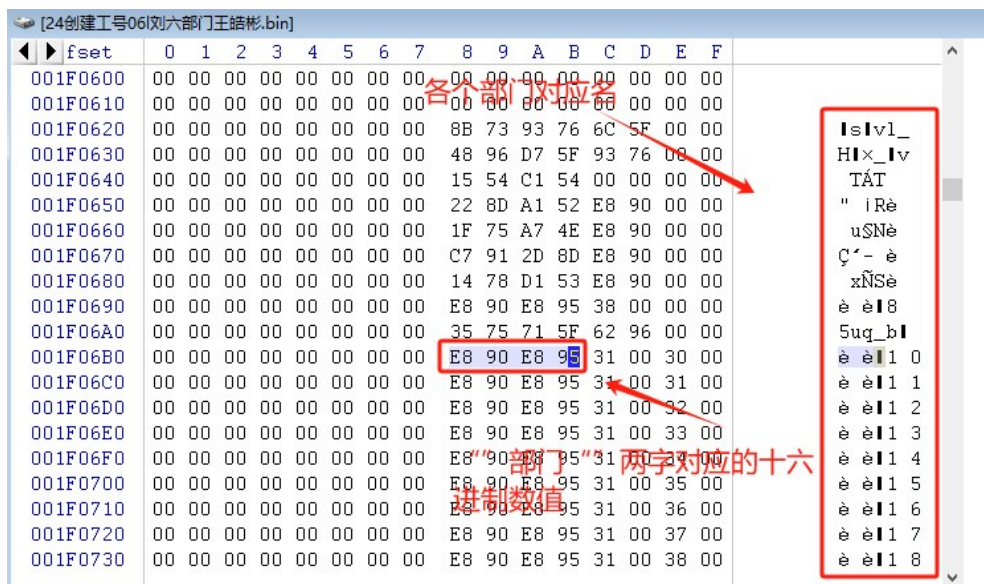 [24创建工号06l刘六部门王皓彬.bin]
fset 0 1 2 3 4 5 6 7 8 9 A B C D E F
001F0600 00 00 00 00 00 00 00 00 00 00 00 00 00 00 00 00
各个部门对应名
001F0610 00 00 00 00 00 00 00 00 00 00 00 00 00 00 00 00
001F0620 00 00 00 00 00 00 00 00 8B 73 93 76 6C 5F 00 00 ▌s▌vl_
001F0630 00 00 00 00 00 00 00 00 48 96 D7 5F 93 76 00 00 H▌×_▌v
001F0640 00 00 00 00 00 00 00 00 15 54 C1 54 00 00 00 00 TÁT
001F0650 00 00 00 00 00 00 00 00 22 8D A1 52 E8 90 00 00 " ¡Rè
001F0660 00 00 00 00 00 00 00 00 1F 75 A7 4E E8 90 00 00 u§Nè
001F0670 00 00 00 00 00 00 00 00 C7 91 2D 8D E8 90 00 00 Ç´- è
001F0680 00 00 00 00 00 00 00 00 14 78 D1 53 E8 90 00 00 xÑSè
001F0690 00 00 00 00 00 00 00 00 E8 90 E8 95 38 00 00 00 è è▌8
001F06A0 00 00 00 00 00 00 00 00 35 75 71 5F 62 96 00 00 5uq_b▌
001F06B0 00 00 00 00 00 00 00 00 E8 90 E8 95 31 00 30 00 è è▌1 0
001F06C0 00 00 00 00 00 00 00 00 E8 90 E8 95 31 00 31 00 è è▌1 1
001F06D0 00 00 00 00 00 00 00 00 E8 90 E8 95 31 00 32 00 è è▌1 2
001F06E0 00 00 00 00 00 00 00 00 E8 90 E8 95 31 00 33 00 è è▌1 3
001F06F0 00 00 00 00 00 00 00 00 E8 90 E8 95 31 00 34 00 è è▌1 4
“”部门“”两字对应的十六
001F0700 00 00 00 00 00 00 00 00 E8 90 E8 95 31 00 35 00 è è▌1 5
进制数值
001F0710 00 00 00 00 00 00 00 00 E8 90 E8 95 31 00 36 00 è è▌1 6
001F0720 00 00 00 00 00 00 00 00 E8 90 E8 95 31 00 37 00 è è▌1 7
001F0730 00 00 00 00 00 00 00 00 E8 90 E8 95 31 00 38 00 è è▌1 8